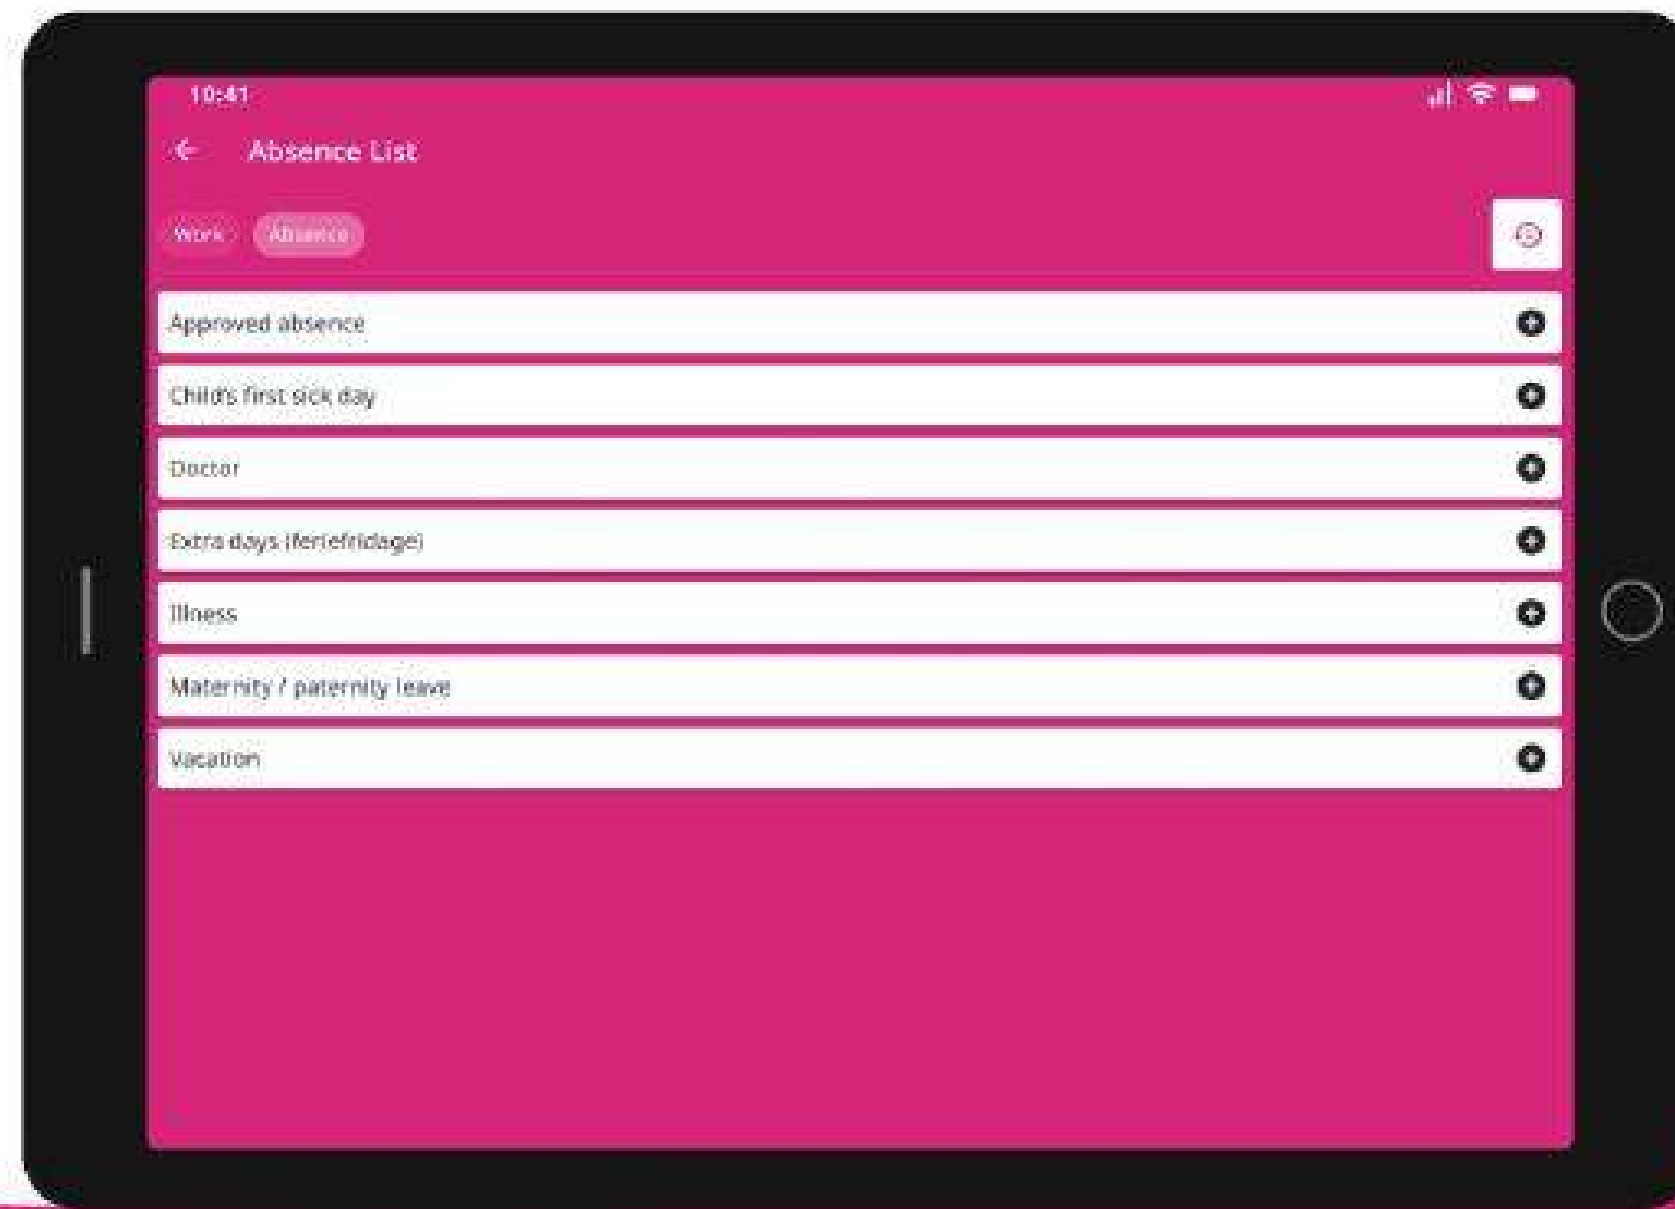 10:41
Absence List
Work Absence
Approved absence
Child's first sick day
Doctor
Extra days (feriefridage)
Illness
Maternity / paternity leave
Vacation